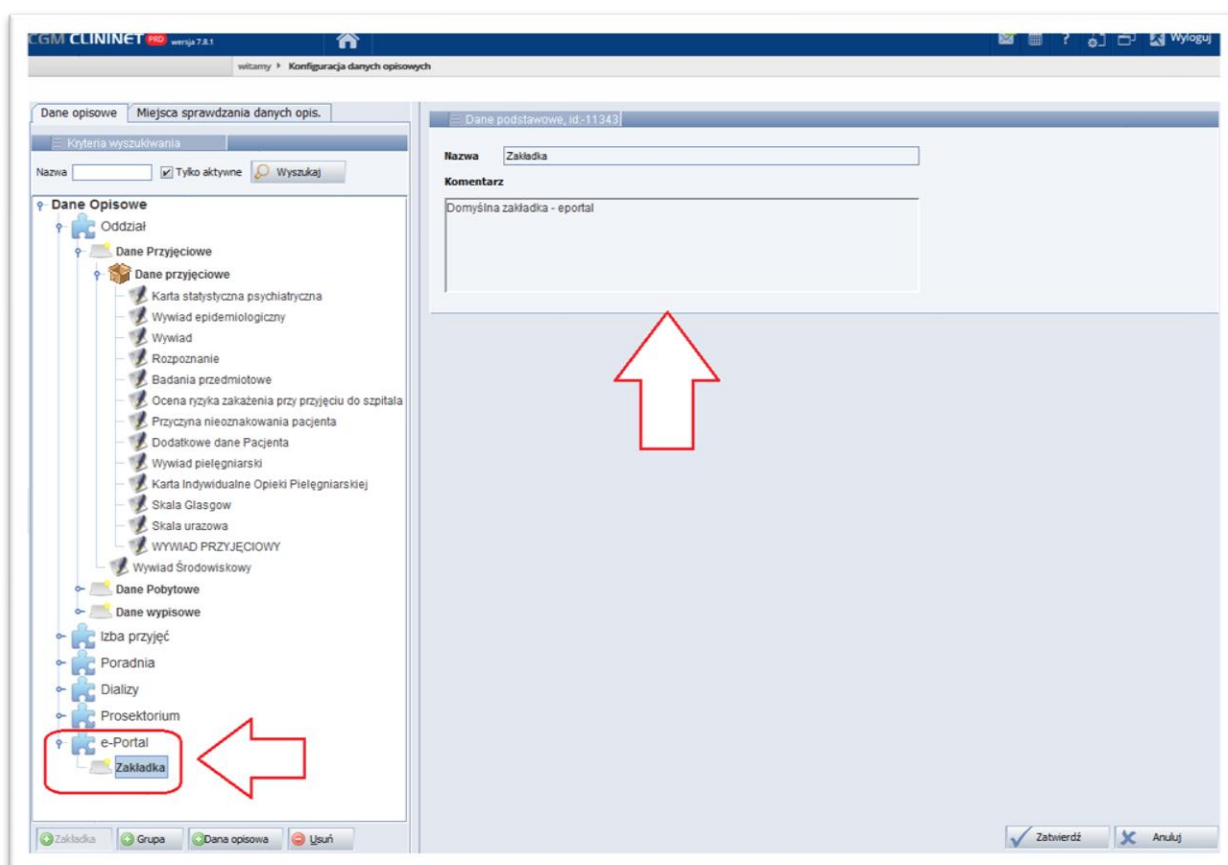 CGM CLININET PRD wersja 7.8.1
? Wyloguj
witamy Konfiguracja danych opisowych
Dane opisowe Miejsca sprawdzania danych opis.
Kryteria wyszukiwania
Nazwa Tylko aktywne Wyszukaj
Dane Opisowe
Oddział
Dane Przyjęciowe
Dane przyjęciowe
Karta statystyczna psychiatryczna
Wywiad epidemiologiczny
Wywiad
Rozpoznanie
Badania przedmiotowe
Ocena ryzyka zakażenia przy przyjęciu do szpitala
Przyczyna nieoznakowania pacjenta
Dodatkowe dane Pacjenta
Wywiad pielęgniarski
Karta Indywidualne Opieki Pielęgniarskiej
Skala Glasgow
Skala urazowa
WYWIAD PRZYJĘCIOWY
Wywiad Środowiskowy
Dane Pobytowe
Dane wypisowe
Izba przyjęć
Poradnia
Dializy
Prosektorium
e-Portal
Zakładka
Zakładka Grupa Dana opisowa Usuń
Dane podstawowe, id:-11343
Nazwa Zakładka
Komentarz
Domyślna zakładka - eportal
Zatwierdź Anuluj